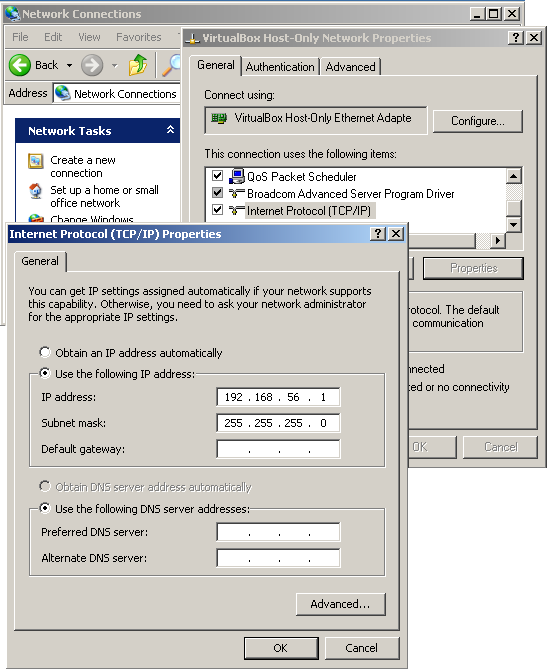 Network Connections
File Edit View Favorites
Back
Address Network Connections
Network Tasks
Create a new
connection
Set up a home or small
office network
Change Windows
VirtualBox Host-Only Network Properties
General Authentication Advanced
Connect using:
VirtualBox Host-Only Ethernet Adapte
Configure...
This connection uses the following items:
QoS Packet Scheduler
Broadcom Advanced Server Program Driver
Internet Protocol (TCP/IP)
Properties
otocol. The default
communication
nnected
ted or no connectivity
OK Cancel
Internet Protocol (TCP/IP) Properties
General
You can get IP settings assigned automatically if your network supports
this capability. Otherwise, you need to ask your network administrator
for the appropriate IP settings.
Obtain an IP address automatically
Use the following IP address:
IP address: 192 . 168 . 56 . 1
Subnet mask: 255 . 255 . 255 . 0
Default gateway: . . .
Obtain DNS server address automatically
Use the following DNS server addresses:
Preferred DNS server: . . .
Alternate DNS server: . . .
Advanced...
OK Cancel